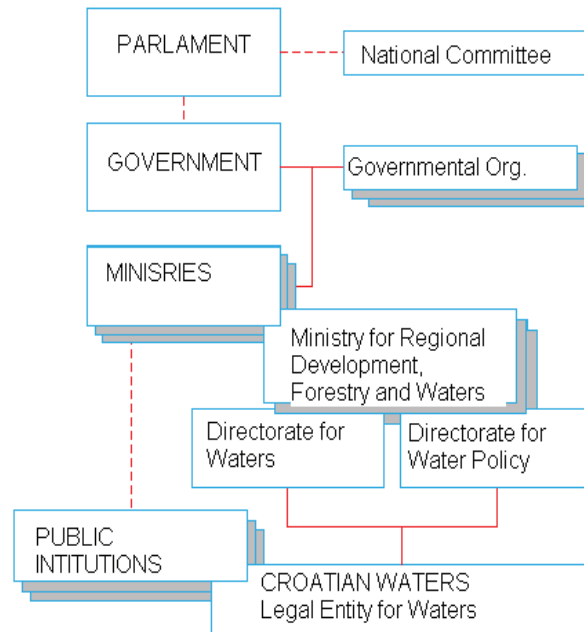 PARLAMENT
National Committee
GOVERNMENT
Governmental Org.
MINISRIES
Ministry for Regional
Development,
Forestry and Waters
Directorate for
Waters
Directorate for
Water Policy
PUBLIC
INTITUTIONS
CROATIAN WATERS
Legal Entity for Waters